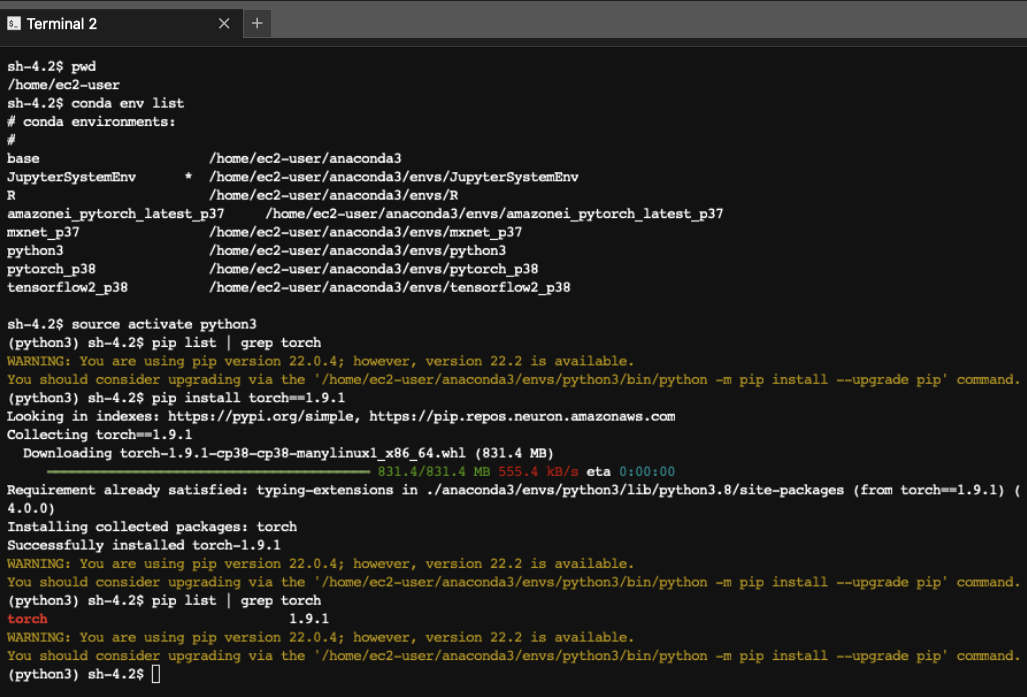 Terminal 2
sh-4.2$ pwd
/home/ec2-user
sh-4.2$ conda env list
# conda environments:
#
base                     /home/ec2-user/anaconda3
JupyterSystemEnv      *  /home/ec2-user/anaconda3/envs/JupyterSystemEnv
R                        /home/ec2-user/anaconda3/envs/R
amazonei_pytorch_latest_p37     /home/ec2-user/anaconda3/envs/amazonei_pytorch_latest_p37
mxnet_p37                /home/ec2-user/anaconda3/envs/mxnet_p37
python3                  /home/ec2-user/anaconda3/envs/python3
pytorch_p38              /home/ec2-user/anaconda3/envs/pytorch_p38
tensorflow2_p38          /home/ec2-user/anaconda3/envs/tensorflow2_p38
sh-4.2$ source activate python3
(python3) sh-4.2$ pip list | grep torch
WARNING: You are using pip version 22.0.4; however, version 22.2 is available.
You should consider upgrading via the '/home/ec2-user/anaconda3/envs/python3/bin/python -m pip install --upgrade pip' command.
(python3) sh-4.2$ pip install torch==1.9.1
Looking in indexes: https://pypi.org/simple, https://pip.repos.neuron.amazonaws.com
Collecting torch==1.9.1
  Downloading torch-1.9.1-cp38-cp38-manylinux1_x86_64.whl (831.4 MB)
831.4/831.4 MB 555.4 kB/s eta 0:00:00
Requirement already satisfied: typing-extensions in ./anaconda3/envs/python3/lib/python3.8/site-packages (from torch==1.9.1) (
4.0.0)
Installing collected packages: torch
Successfully installed torch-1.9.1
WARNING: You are using pip version 22.0.4; however, version 22.2 is available.
You should consider upgrading via the '/home/ec2-user/anaconda3/envs/python3/bin/python -m pip install --upgrade pip' command.
(python3) sh-4.2$ pip list | grep torch
torch                              1.9.1
WARNING: You are using pip version 22.0.4; however, version 22.2 is available.
You should consider upgrading via the '/home/ec2-user/anaconda3/envs/python3/bin/python -m pip install --upgrade pip' command.
(python3) sh-4.2$